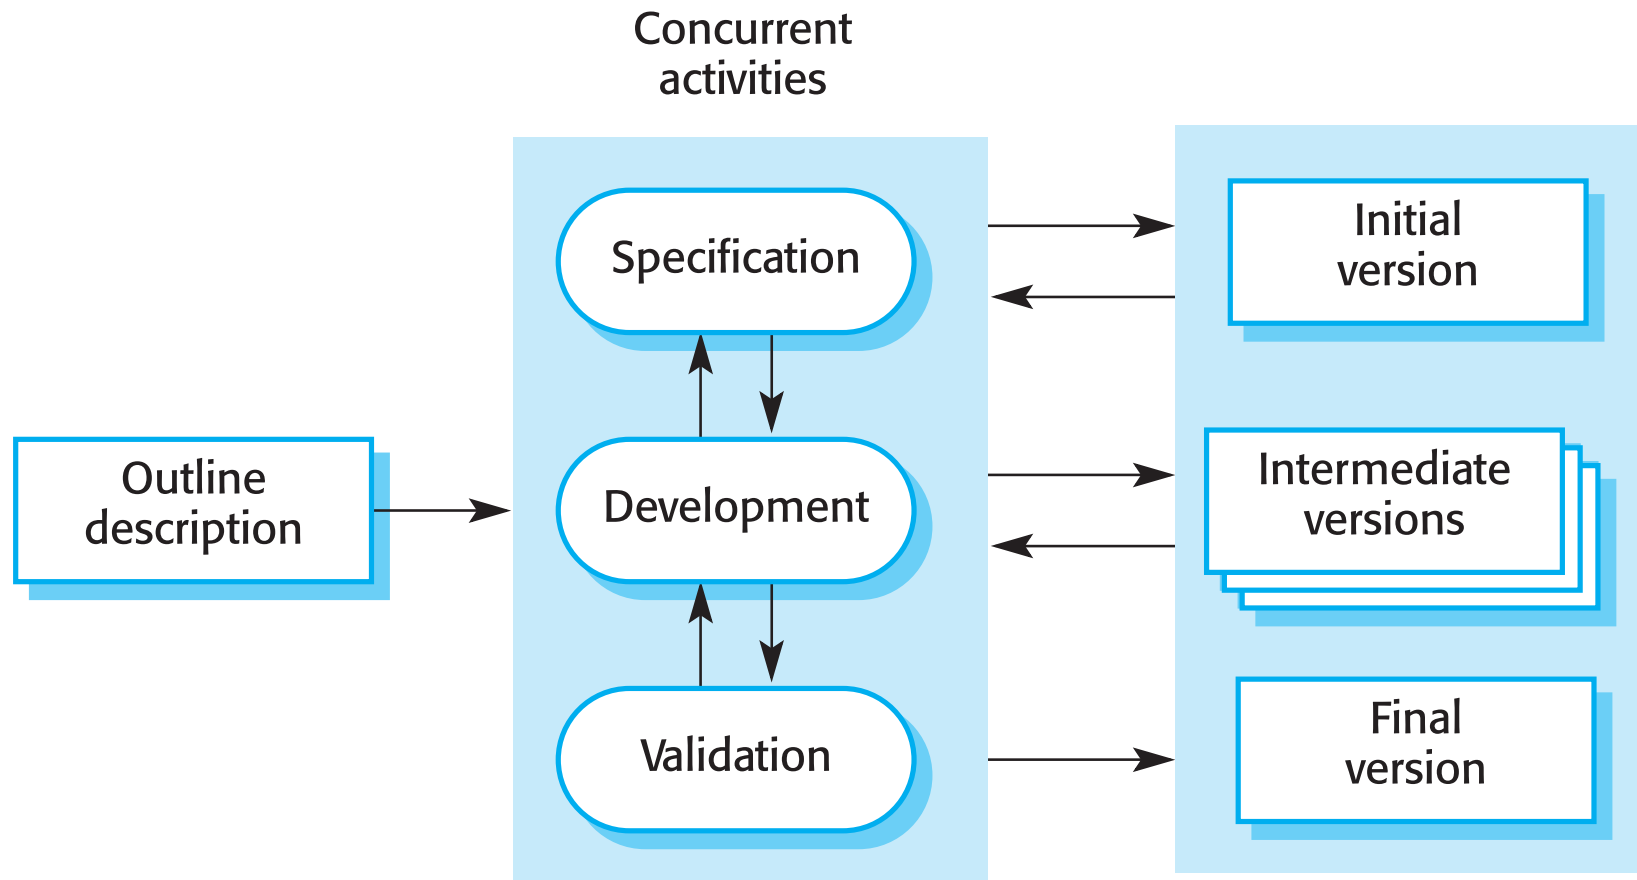 Concurrent
activities
Specification
Initial
version
Outline
description
Development
Intermediate
versions
Validation
Final
version